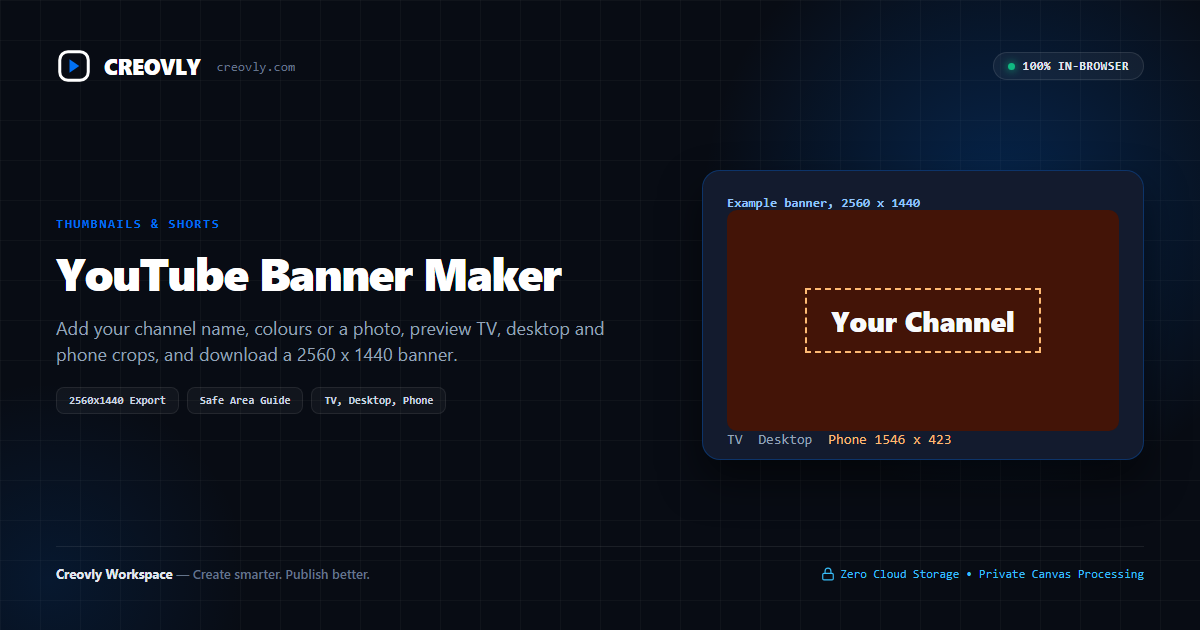 CREOVLY creovly.com
100% IN-BROWSER
THUMBNAILS & SHORTS
YouTube Banner Maker
Add your channel name, colours or a photo, preview TV, desktop and
phone crops, and download a 2560 x 1440 banner.
2560x1440 Export
Safe Area Guide
TV, Desktop, Phone
Example banner, 2560 x 1440
Your Channel
TV Desktop Phone 1546 x 423
Creovly Workspace — Create smarter. Publish better.
Zero Cloud Storage • Private Canvas Processing